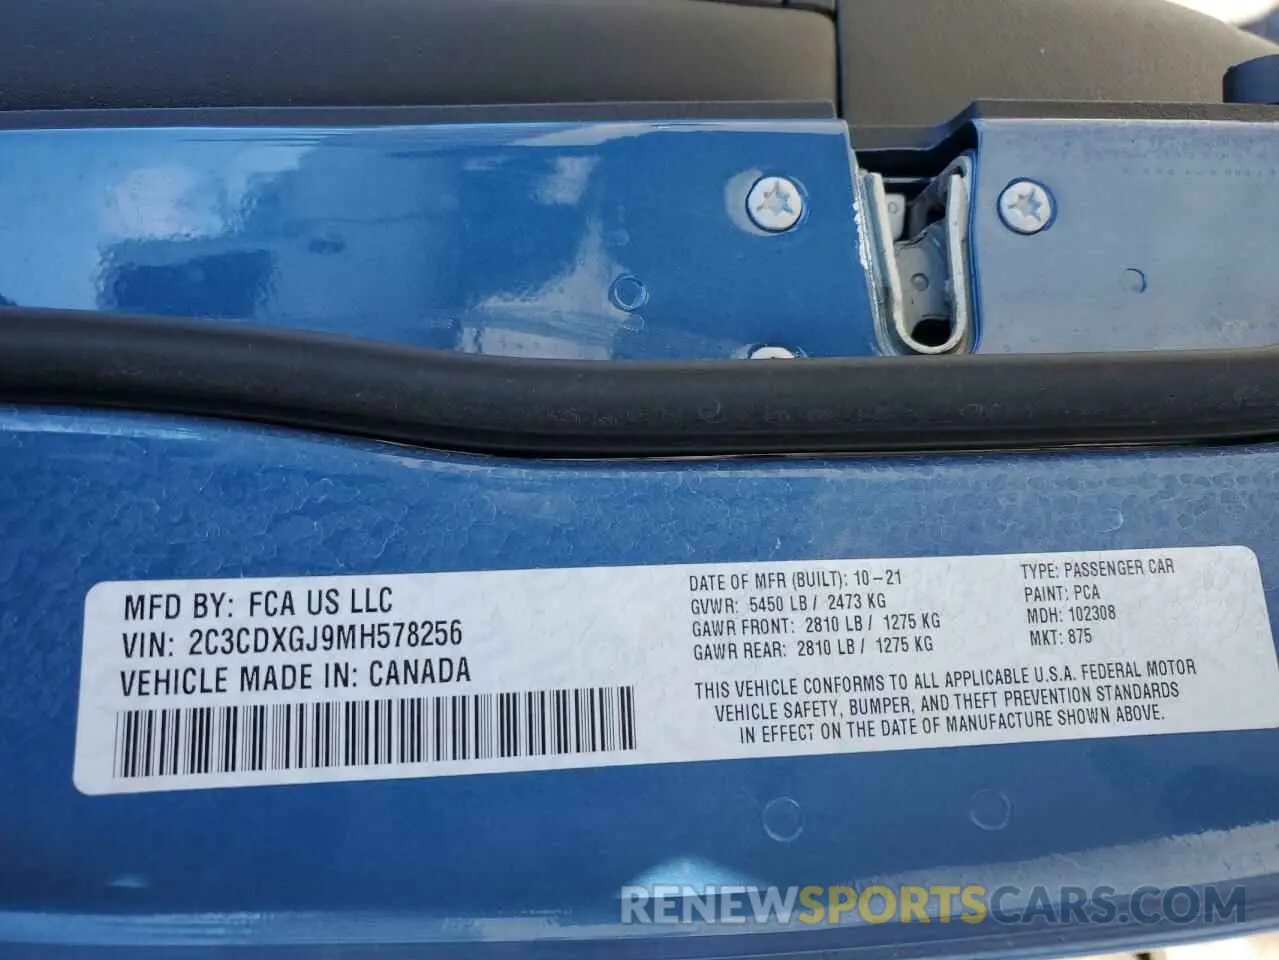 MFD BY: FCA US LLC
VIN: 2C3CDXGJ9MH578256
VEHICLE MADE IN: CANADA
DATE OF MFR (BUILT): 10-21
GVWR: 5450 LB / 2473 KG
GAWR FRONT: 2810 LB / 1275 KG
GAWR REAR: 2810 LB / 1275 KG
TYPE: PASSENGER CAR
PAINT: PCA
MDH: 102308
MKT: 875
THIS VEHICLE CONFORMS TO ALL APPLICABLE U.S.A. FEDERAL MOTOR
VEHICLE SAFETY, BUMPER, AND THEFT PREVENTION STANDARDS
IN EFFECT ON THE DATE OF MANUFACTURE SHOWN ABOVE.
RENEWSPORTSCARS.COM